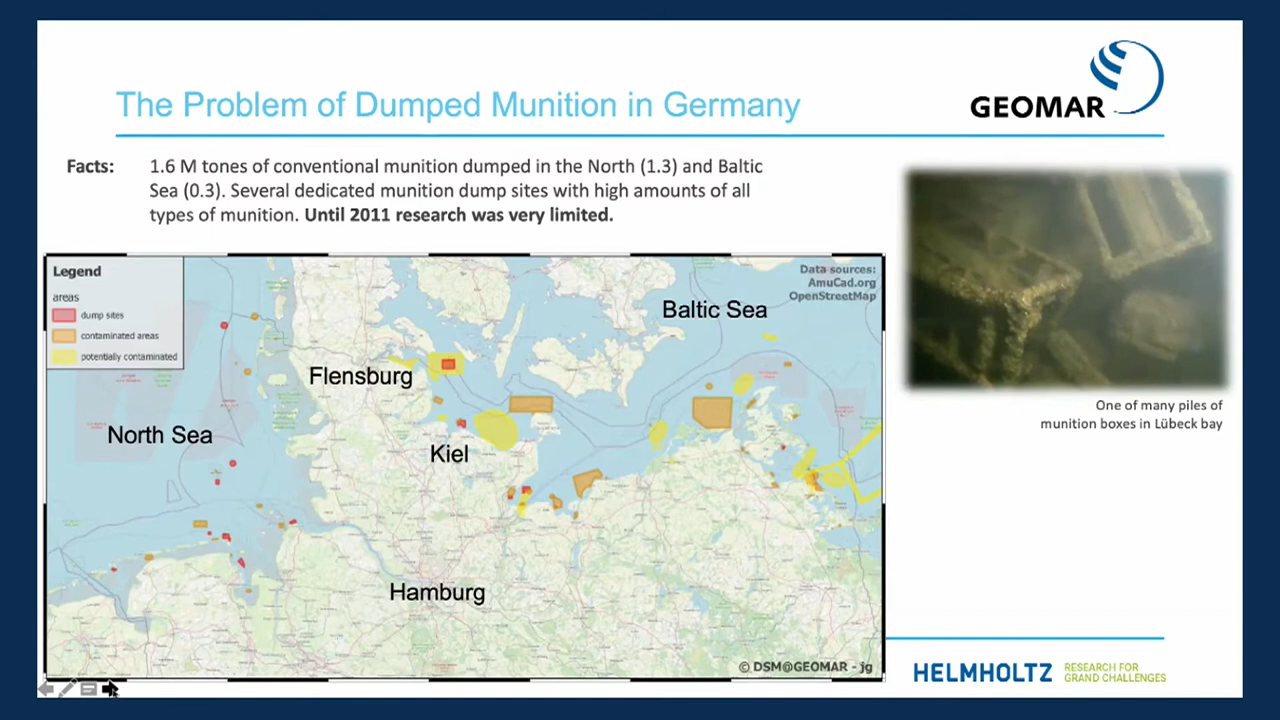 The Problem of Dumped Munition in Germany
GEOMAR
Facts:
1.6 M tones of conventional munition dumped in the North (1.3) and Baltic
Sea (0.3). Several dedicated munition dump sites with high amounts of all
types of munition. Until 2011 research was very limited.
Legend
areas
dump sites
contaminated areas
potentially contaminated
Data sources:
AmuCad.org
OpenStreetMap
Baltic Sea
Flensburg
North Sea
Kiel
Hamburg
© DSM@GEOMAR - jg
One of many piles of
munition boxes in Lübeck bay
HELMHOLTZ
RESEARCH FOR
GRAND CHALLENGES